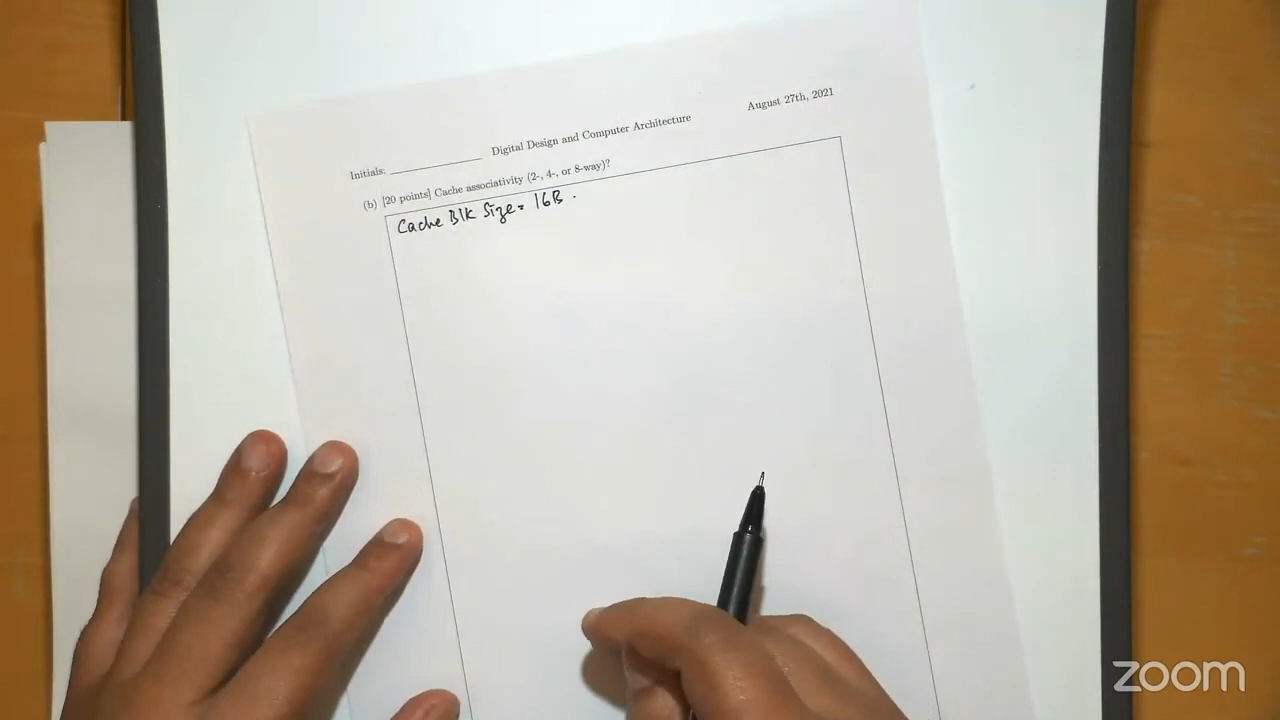 August 27th, 2021
Digital Design and Computer Architecture
Initials:
(b) [20 points] Cache associativity (2-, 4-, or 8-way)?
Cache Blk Size = 16B .
zoom